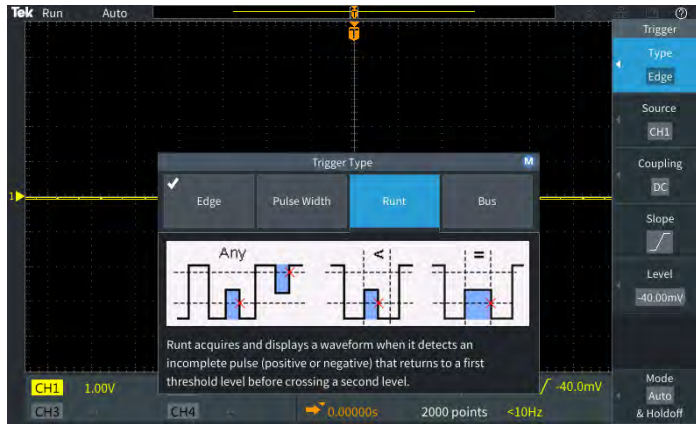 Tek Run Auto
T
T
Trigger
Type
Edge
Source
CH1
Coupling
DC
Slope
Level
-40.00mV
Mode
Auto
& Holdoff
1
Trigger Type M
Edge Pulse Width Runt Bus
Any < =
Runt acquires and displays a waveform when it detects an
incomplete pulse (positive or negative) that returns to a first
threshold level before crossing a second level.
CH1 1.00V -40.0mV
CH3 -- CH4 -- 0.00000s 2000 points <10Hz